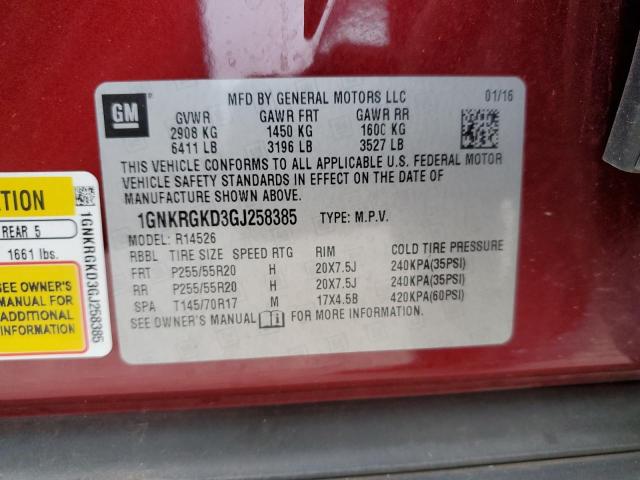 GM
MFD BY GENERAL MOTORS LLC 01/16
GVWR GAWR FRT GAWR RR
2908 KG 1450 KG 160C KG
6411 LB 3196 LB 3527 LB
THIS VEHICLE CONFORMS TO ALL APPLICABLE U.S. FEDERAL MOTOR
VEHICLE SAFETY STANDARDS IN EFFECT ON THE DATE OF
MANUFACTURE SHOWN ABOVE.
1GNKRGKD3GJ258385 TYPE: M.P.V.
MODEL: R14526
RBBL TIRE SIZE SPEED RTG RIM COLD TIRE PRESSURE
FRT P255/55R20 H 20X7.5J 240KPA(35PSI)
RR P255/55R20 H 20X7.5J 240KPA(35PSI)
SPA T145/70R17 M 17X4.5B 420KPA(60PSI)
SEE OWNER'S MANUAL FOR MORE INFORMATION.
REAR 5
1661 lbs.
SEE OWNER'S
MANUAL FOR
ADDITIONAL
INFORMATION
1GNKRGKD3GJ258385